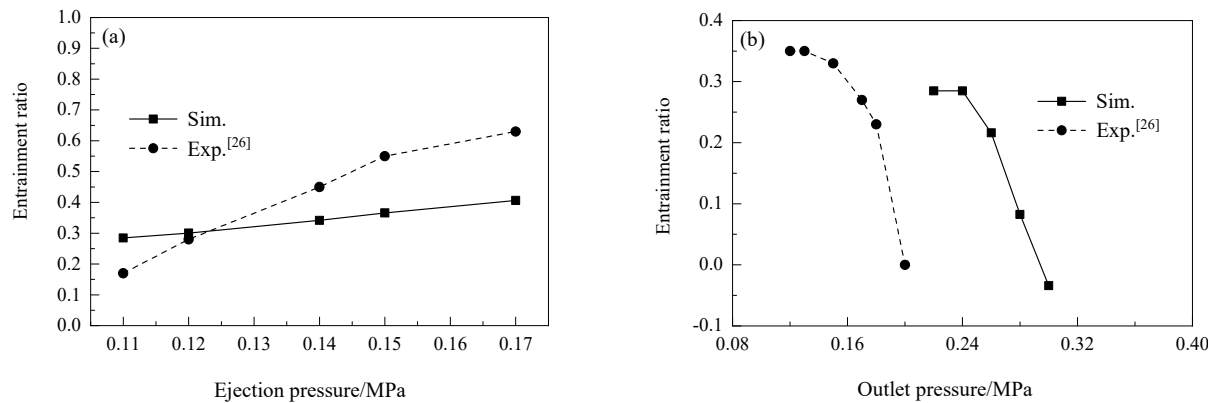 (a)
Entrainment ratio
1.0
0.9
0.8
0.7
0.6
0.5
0.4
0.3
0.2
0.1
0.0
Sim.
Exp.[26]
0.11 0.12 0.13 0.14 0.15 0.17
Ejection pressure/MPa
(b)
Entrainment ratio
0.4
0.3
0.2
0.1
0.0
-0.1
Sim.
Exp.[26]
0.08 0.16 0.24 0.32 0.40
Outlet pressure/MPa